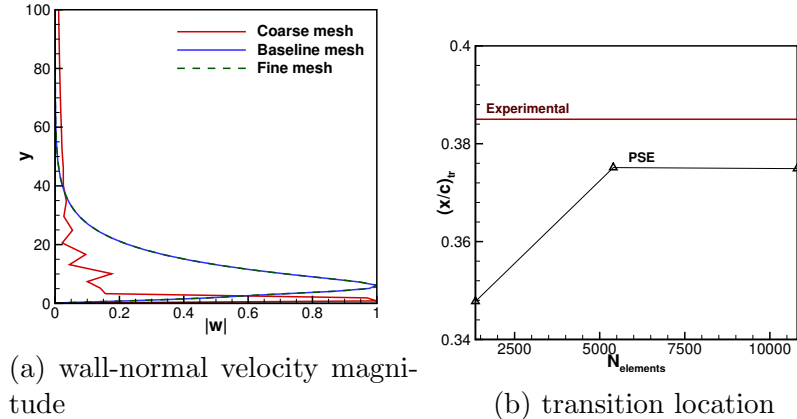 100
80
60
40
20
0
y
Coarse mesh
Baseline mesh
Fine mesh
0 0.2 0.4 0.6 0.8 1
|w|
(a) wall-normal velocity magni-
tude
0.4
0.38
0.36
0.34
(x/c)tr
Experimental
PSE
2500 5000 7500 10000
Nelements
(b) transition location